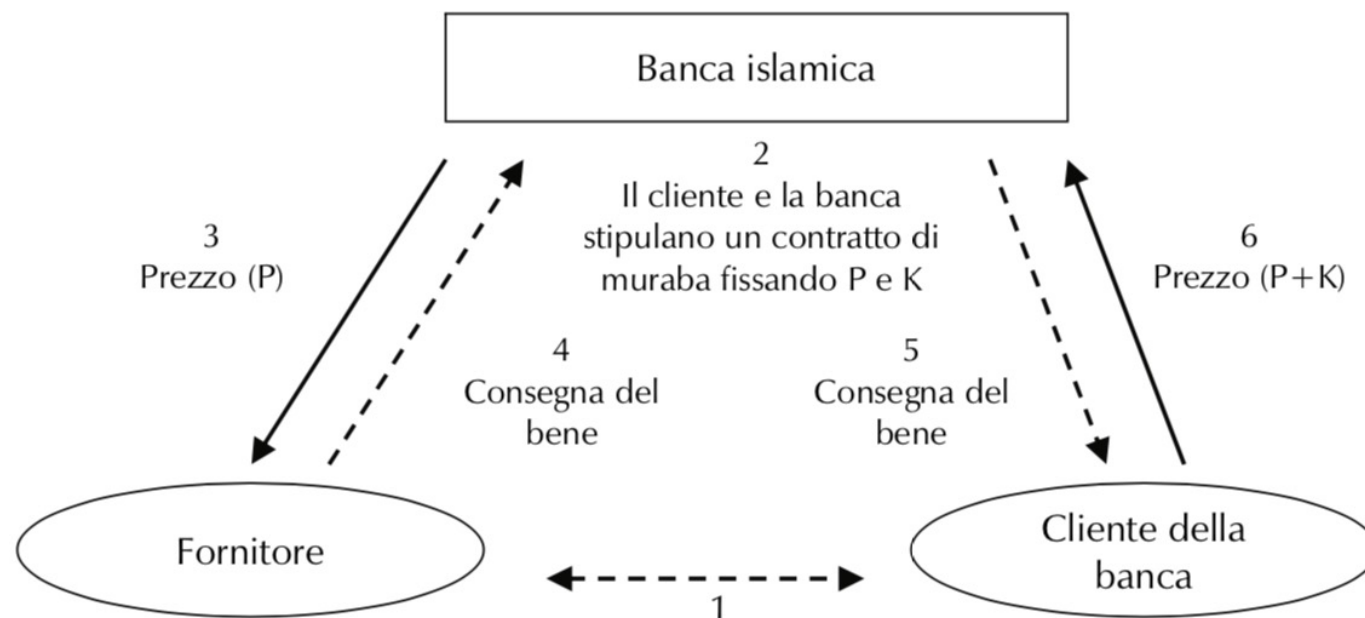 Banca islamica
2
Il cliente e la banca
stipulano un contratto di
muraba fissando P e K
3
Prezzo (P)
6
Prezzo (P+K)
4
Consegna del
bene
5
Consegna del
bene
Fornitore
Cliente della
banca
1